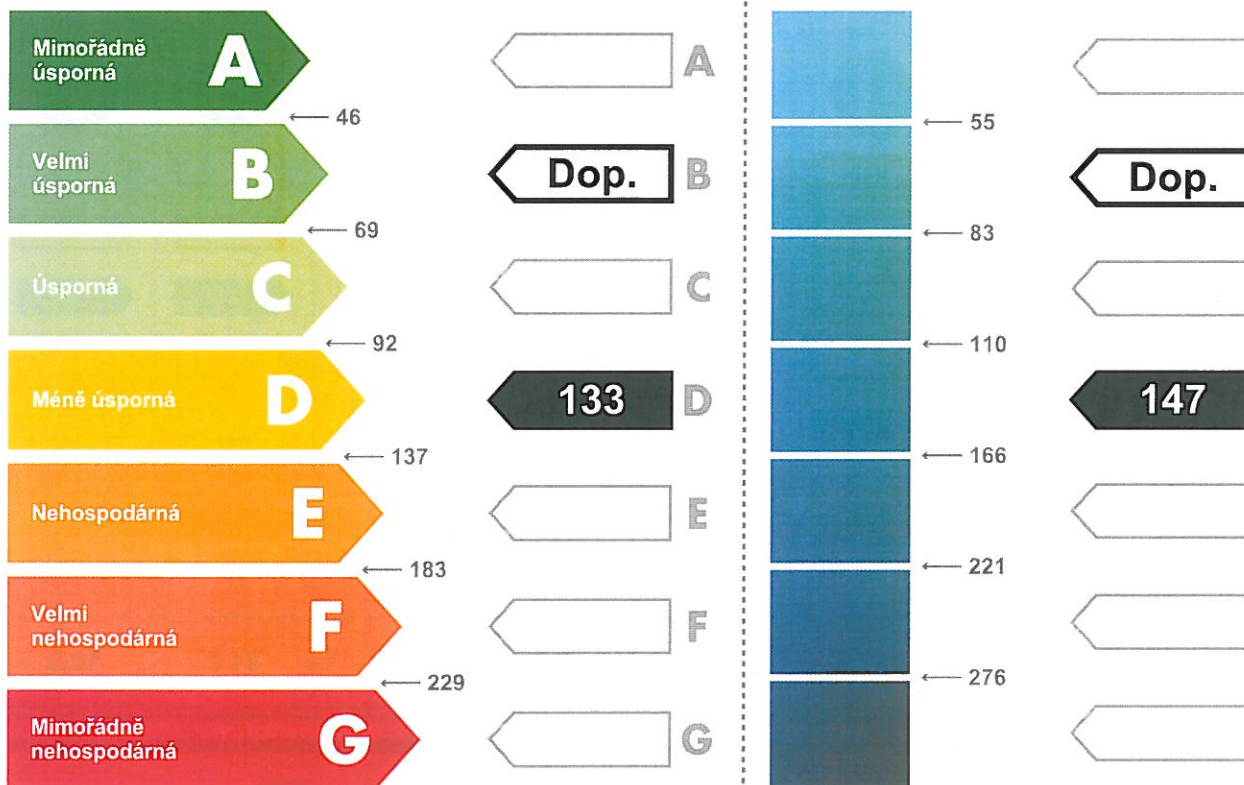 Mimořádně
úsporná
A
A
46
55
Velmi
úsporná
B
Dop.
B
Dop.
69
83
Úsporná
C
C
92
110
Méně úsporná
D
133
D
147
137
166
Nehospodárná
E
E
183
221
Velmi
nehospodárná
F
F
229
276
Mimořádně
nehospodárná
G
G